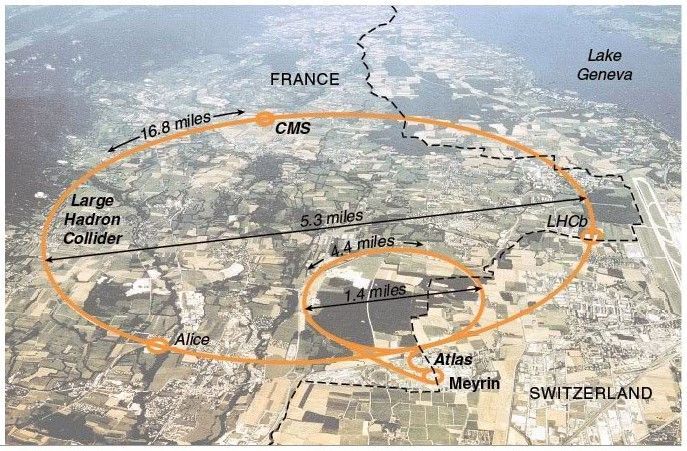 Lake
Geneva
FRANCE
16.8 miles
CMS
Large
Hadron
Collider
5.3 miles
LHCb
4.4 miles
1.4 miles
Alice
Atlas
Meyrin
SWITZERLAND